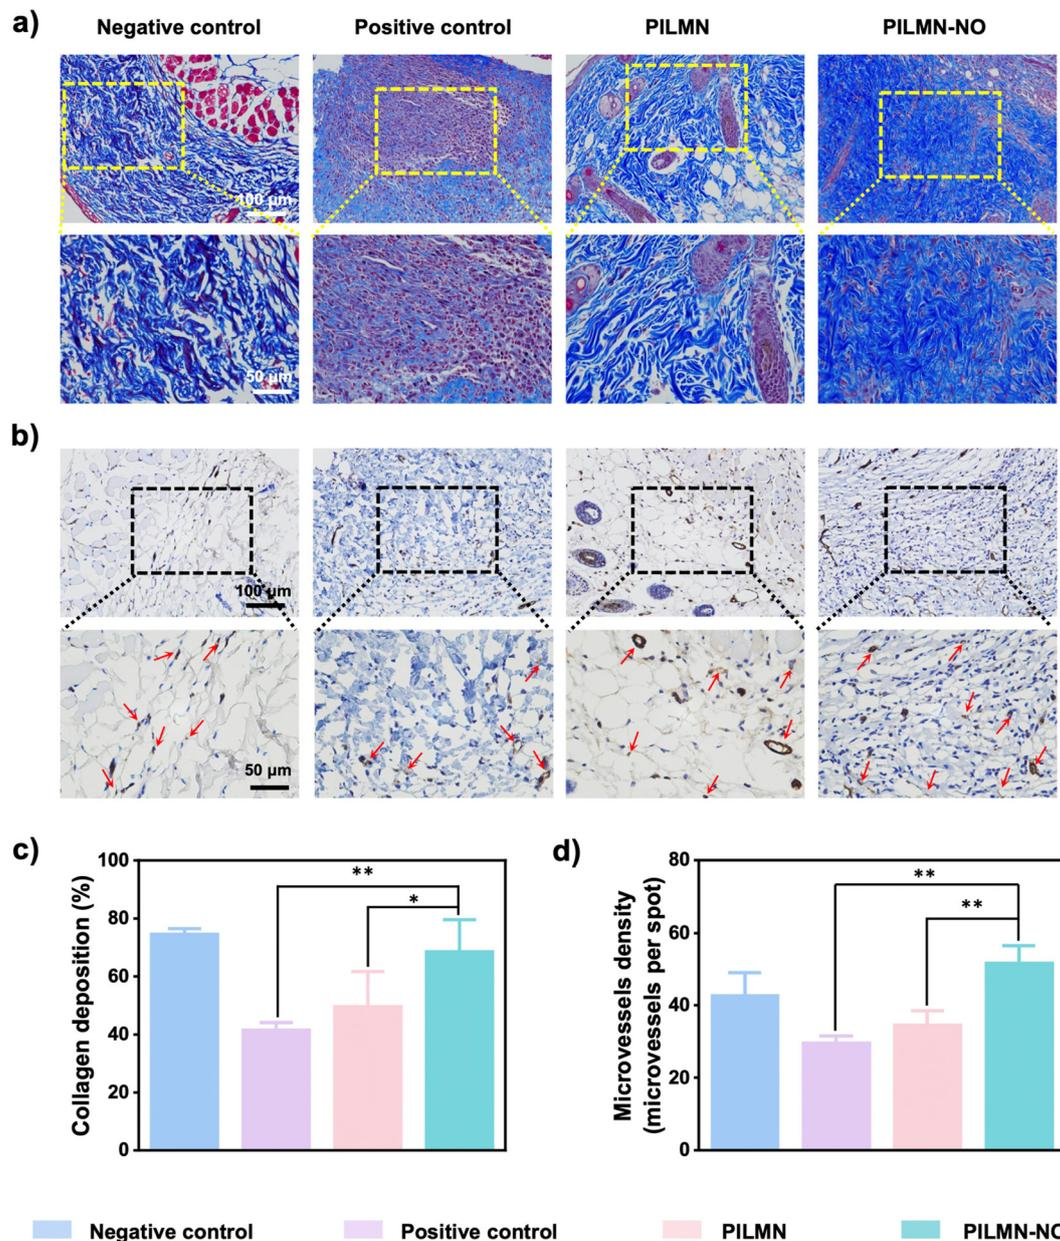 a)
Negative control
Positive control
PILMN
PILMN-NO
100 µm
50 µm
b)
100 µm
50 µm
c)
100
80
60
40
20
0
Collagen deposition (%)
**
*
d)
80
60
40
20
0
Microvessels density
(microvessels per spot)
**
**
Negative control
Positive control
PILMN
PILMN-NO